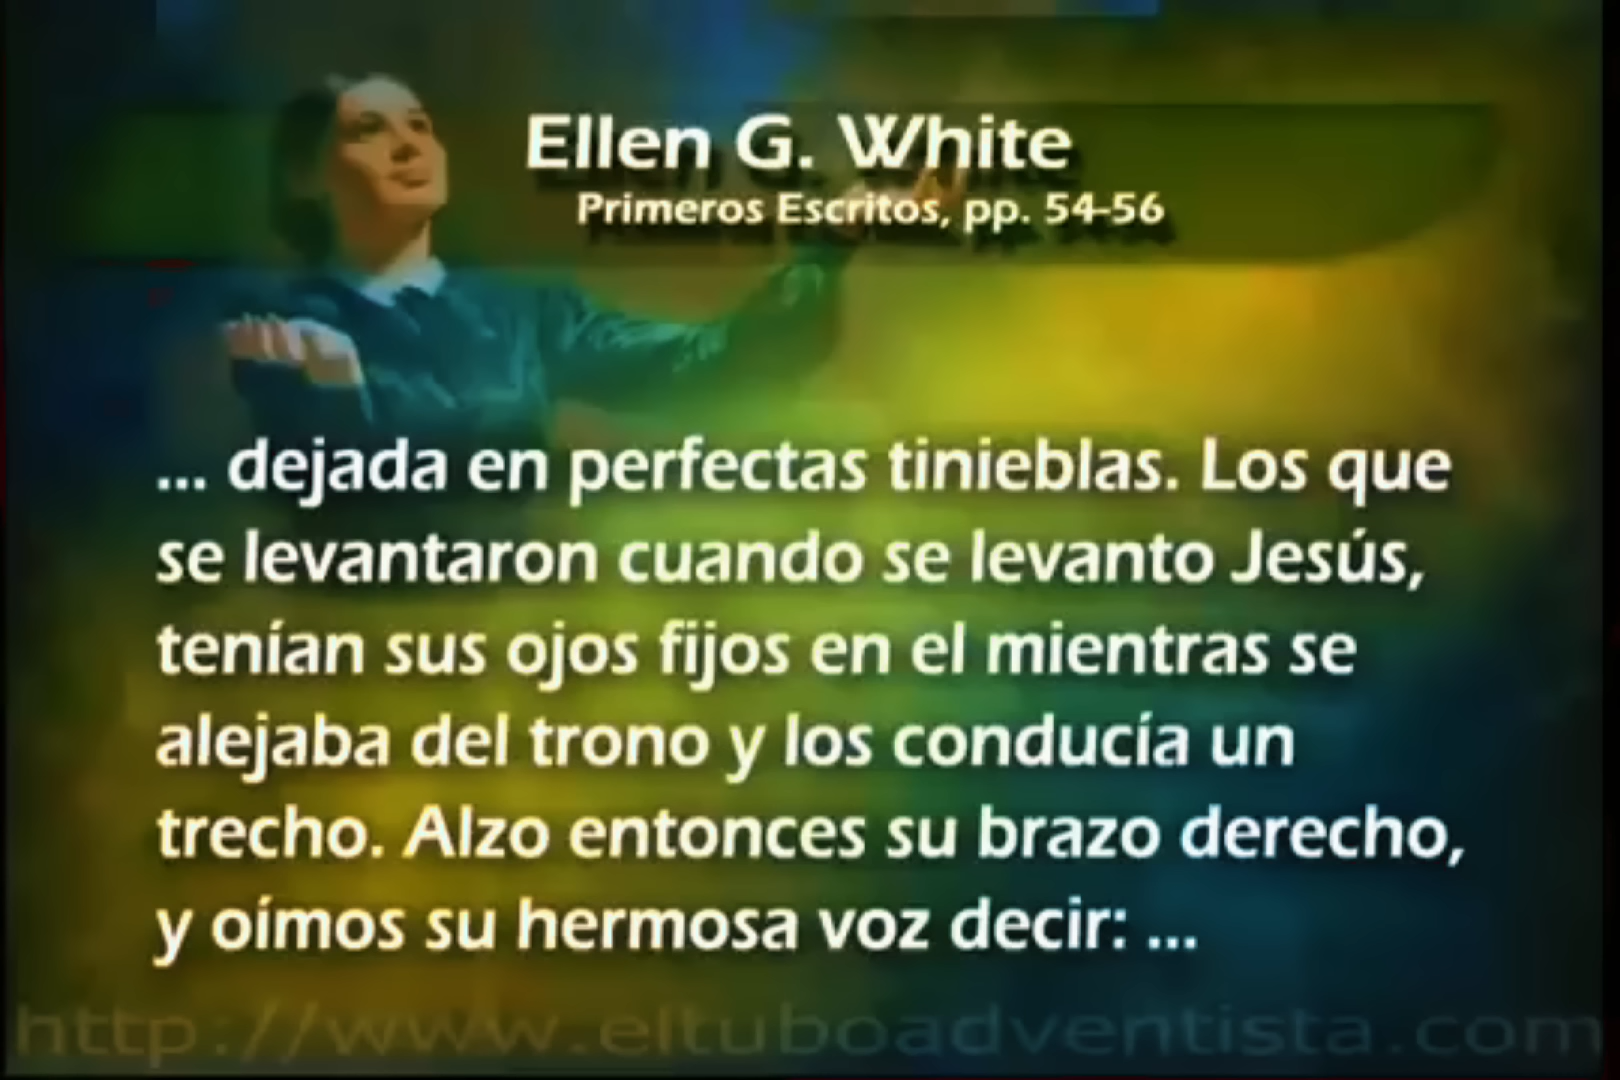 Ellen G. White
Primeros Escritos, pp. 54-56
... dejada en perfectas tinieblas. Los que
se levantaron cuando se levanto Jesús,
tenían sus ojos fijos en el mientras se
alejaba del trono y los conducía un
trecho. Alzo entonces su brazo derecho,
y oímos su hermosa voz decir: ...
http://www.eltuboadventista.com